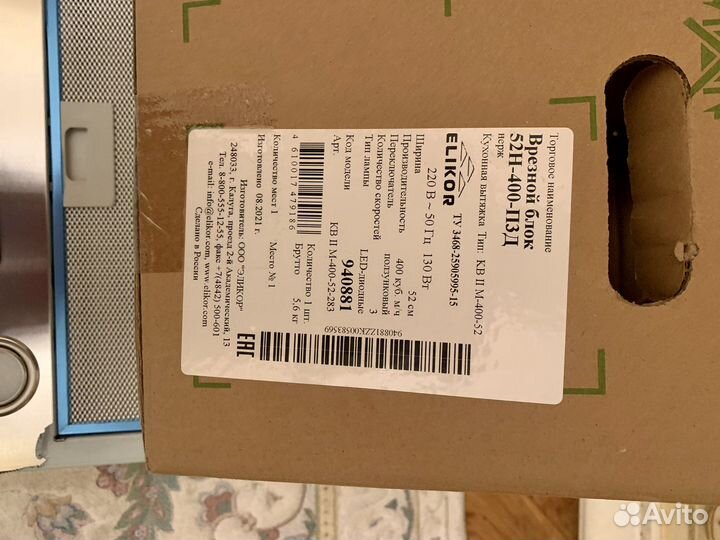 Торговое наименование
Врезной блок
52Н-400-ПЗД
нерж
Кухонная вытяжка Тип: КВ II М-400-52
ELIKOR
ТУ 3468-25905995-15
220 В ~ 50 Гц 130 Вт
Ширина 52 см
Производительность 400 куб. м/ч
Переключатель ползунковый
Количество скоростей 3
Тип лампы LED-диодные
Код модели 940881
Арт. КВ II М-400-52-283
4 610017 479186
Количество 1 шт.
Брутто 5,6 кг
Количество мест 1 Место № 1
Изготовлено 08.2021 г.
Изготовитель: ООО "ЭЛИКОР"
248033, г. Калуга, проезд 2-й Академический, 13
Тел. 8-800-555-12-55, факс +7(4842) 500-601
e-mail: info@elikor.com, www.elikor.com
Сделано в России
EAC
940881ZZK00583569
Avito